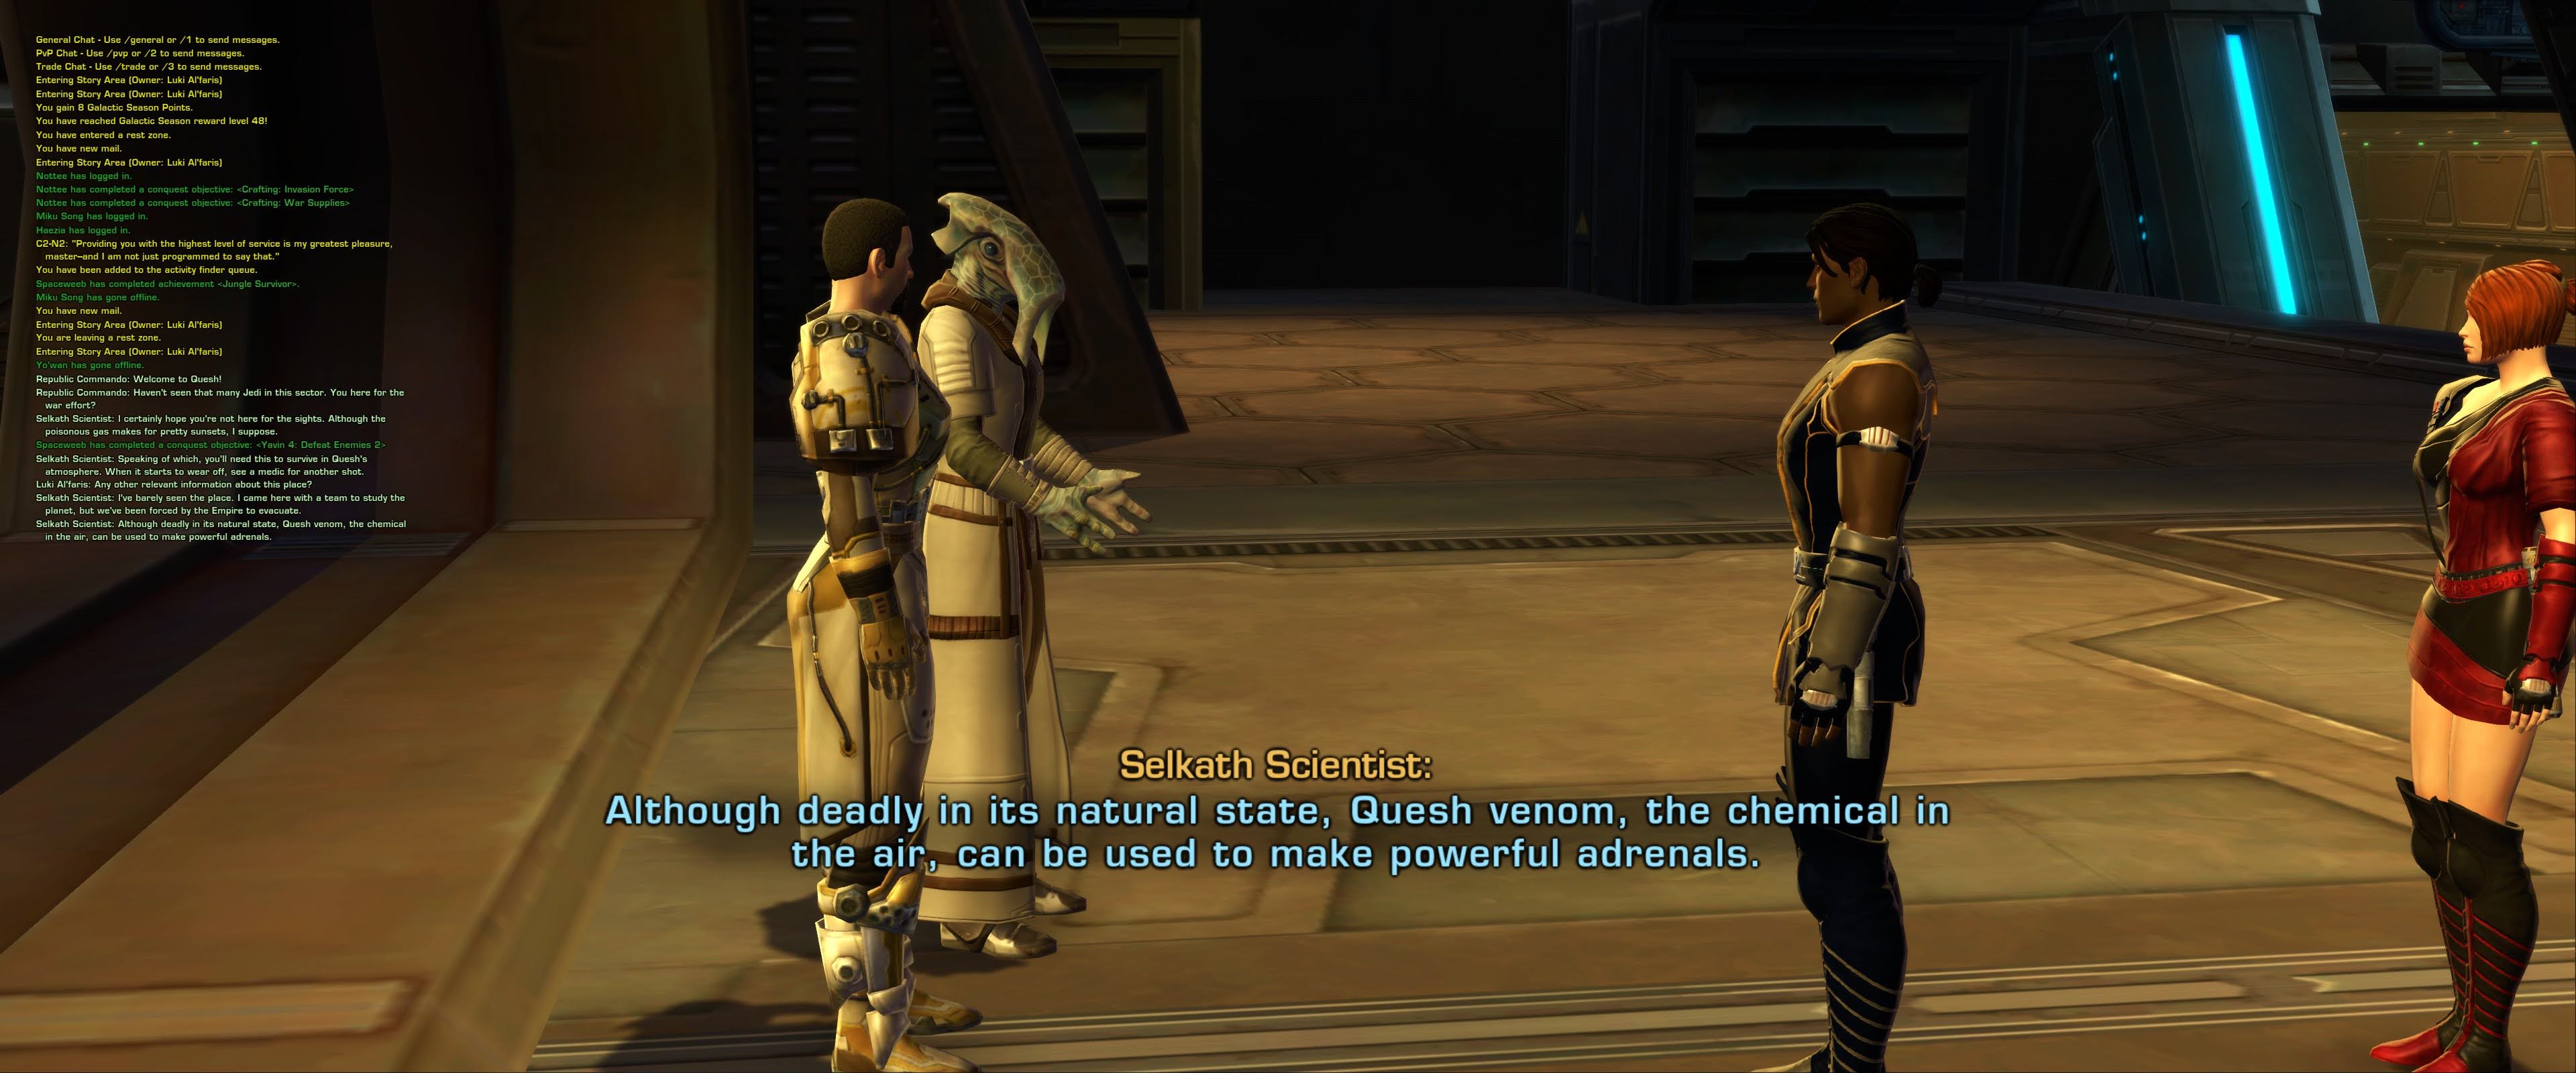 General Chat - Use /general or /1 to send messages.
PvP Chat - Use /pvp or /2 to send messages.
Trade Chat - Use /trade or /3 to send messages.
Entering Story Area (Owner: Luki Al'faris)
Entering Story Area (Owner: Luki Al'faris)
You gain 8 Galactic Season Points.
You have reached Galactic Season reward level 48!
You have entered a rest zone.
You have new mail.
Entering Story Area (Owner: Luki Al'faris)
Nottee has logged in.
Nottee has completed a conquest objective: <Crafting: Invasion Force>
Nottee has completed a conquest objective: <Crafting: War Supplies>
Miku Song has logged in.
Haezia has logged in.
C2-N2: "Providing you with the highest level of service is my greatest pleasure,
master–and I am not just programmed to say that."
You have been added to the activity finder queue.
Spaceweeb has completed achievement <Jungle Survivor>.
Miku Song has gone offline.
You have new mail.
Entering Story Area (Owner: Luki Al'faris)
You are leaving a rest zone.
Entering Story Area (Owner: Luki Al'faris)
Yo'wan has gone offline.
Republic Commando: Welcome to Quesh!
Republic Commando: Haven't seen that many Jedi in this sector. You here for the
war effort?
Selkath Scientist: I certainly hope you're not here for the sights. Although the
poisonous gas makes for pretty sunsets, I suppose.
Spaceweeb has completed a conquest objective: <Yavin 4: Defeat Enemies 2>
Selkath Scientist: Speaking of which, you'll need this to survive in Quesh's
atmosphere. When it starts to wear off, see a medic for another shot.
Luki Al'faris: Any other relevant information about this place?
Selkath Scientist: I've barely seen the place. I came here with a team to study the
planet, but we've been forced by the Empire to evacuate.
Selkath Scientist: Although deadly in its natural state, Quesh venom, the chemical
in the air, can be used to make powerful adrenals.
Selkath Scientist:
Although deadly in its natural state, Quesh venom, the chemical in
the air, can be used to make powerful adrenals.